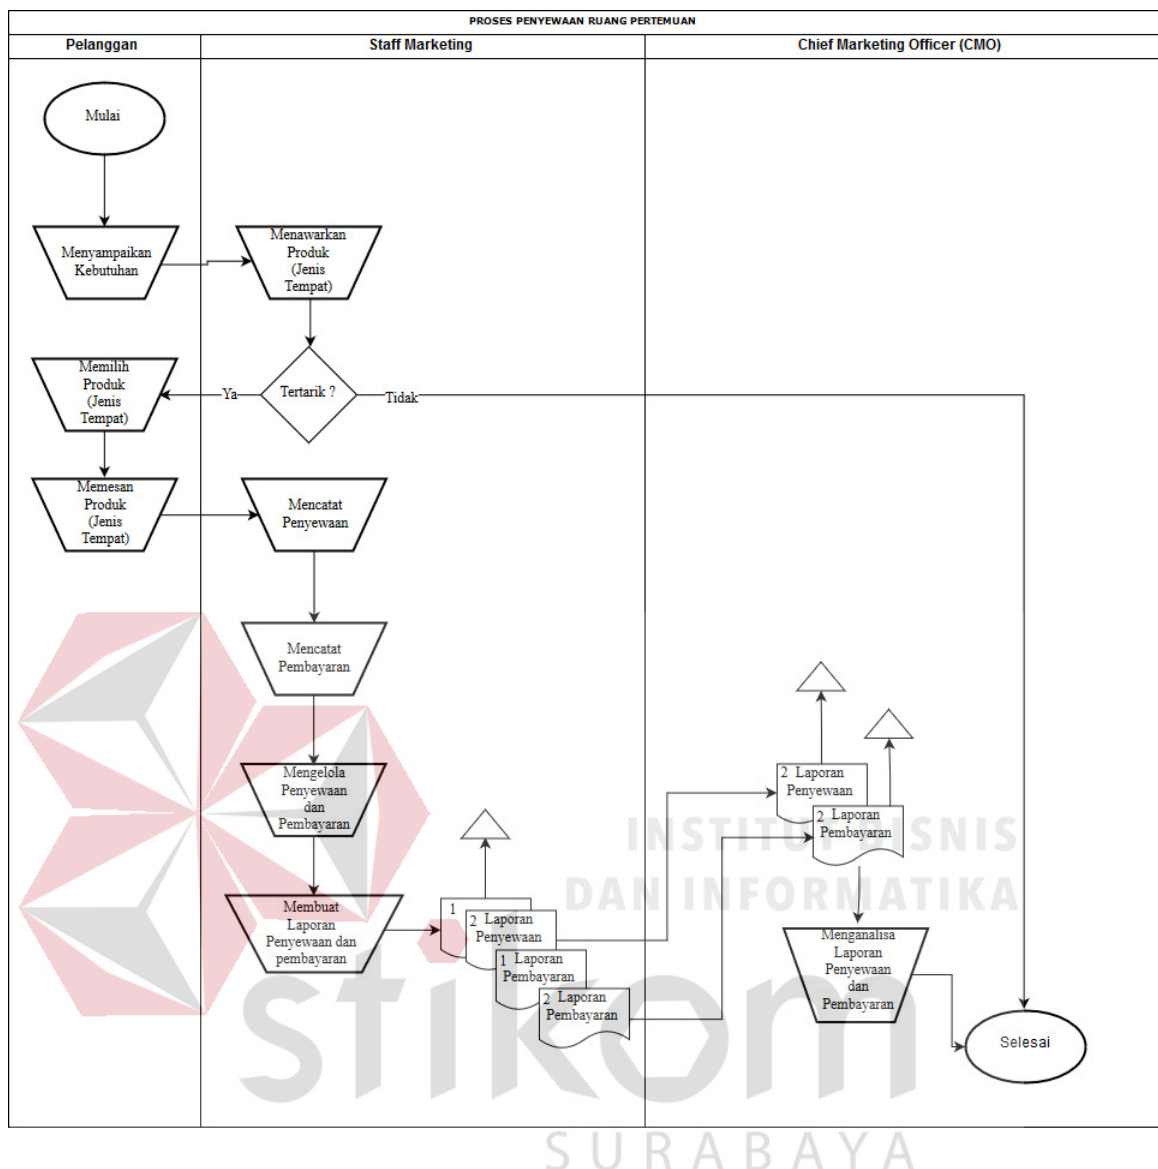 PROSES PENYEWAAN RUANG PERTEMUAN
Pelanggan
Staff Marketing
Chief Marketing Officer (CMO)
Mulai
Menyampaikan
Kebutuhan
Menawarkan
Produk
(Jenis
Tempat)
Tertarik ?
Ya
Tidak
Memilih
Produk
(Jenis
Tempat)
Memesan
Produk
(Jenis
Tempat)
Mencatat
Penyewaan
Mencatat
Pembayaran
Mengelola
Penyewaan
dan
Pembayaran
Membuat
Laporan
Penyewaan dan
pembayaran
1
2 Laporan
Penyewaan
1 Laporan
Pembayaran
2 Laporan
Pembayaran
2 Laporan
Penyewaan
2 Laporan
Pembayaran
Menganalisa
Laporan
Penyewaan
dan
Pembayaran
Selesai
INSTITUT BISNIS
DAN INFORMATIKA
stikom
SURABAYA